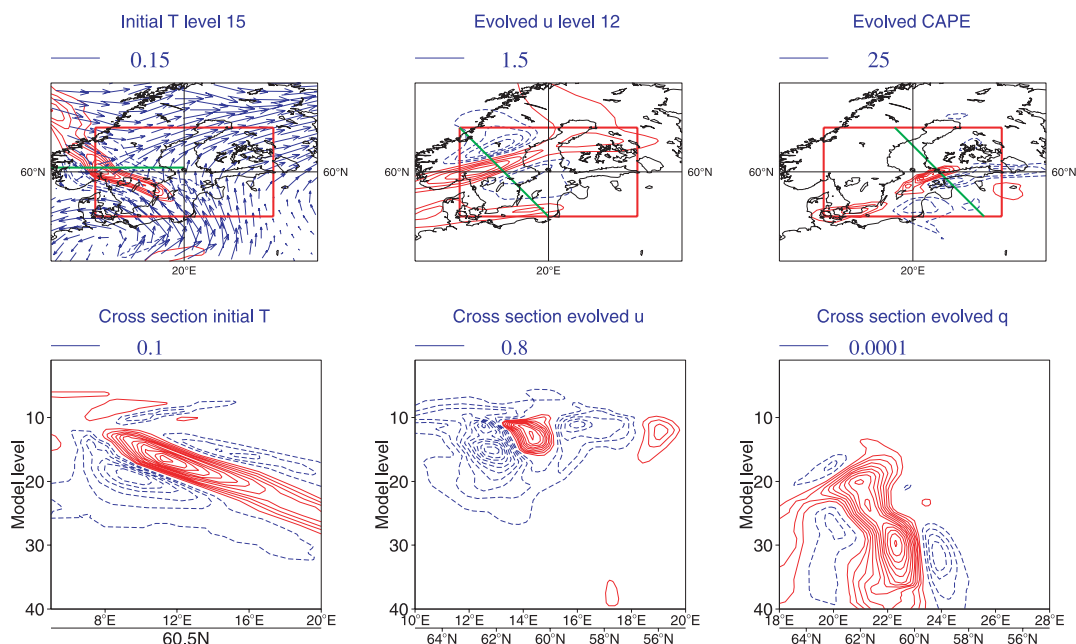 Initial T level 15
Evolved u level 12
Evolved CAPE
0.15
1.5
25
60°N
60°N
60°N
60°N
60°N
60°N
20°E
20°E
20°E
Cross section initial T
Cross section evolved u
Cross section evolved q
0.1
0.8
0.0001
Model level
10
20
30
40
8°E
12°E
16°E
20°E
60.5N
Model level
10
20
30
40
10°E
12°E
14°E
16°E
18°E
20°E
64°N
62°N
60°N
58°N
56°N
Model level
10
20
30
40
18°E
20°E
22°E
24°E
26°E
28°E
64°N
62°N
60°N
58°N
56°N